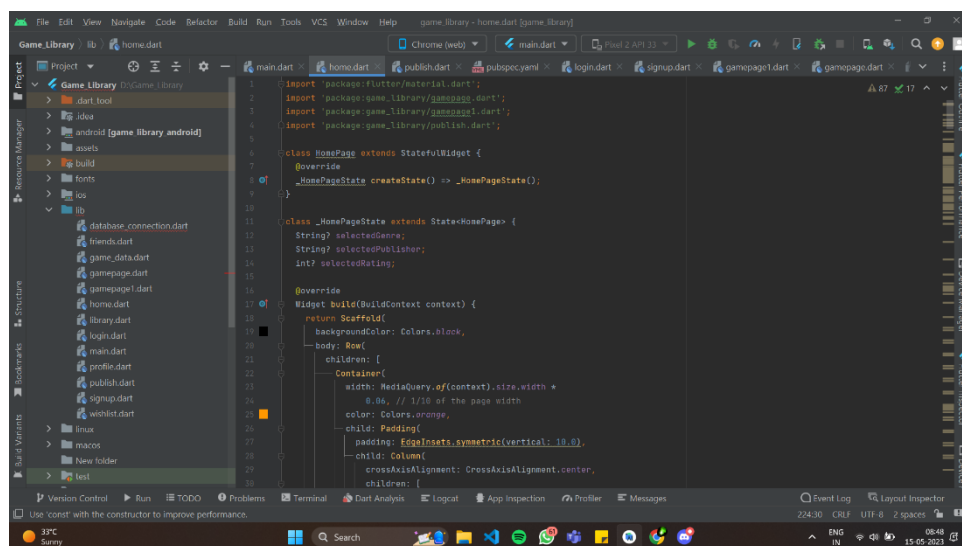 File Edit View Navigate Code Refactor Build Run Tools VCS Window Help game_library - home.dart [game_library]
Game_Library lib home.dart Chrome (web) main.dart Pixel 2 API 33
Project main.dart home.dart publish.dart pubspec.yaml login.dart signup.dart gamepage1.dart gamepage.dart
Game_Library D:\Game_Library
.dart_tool
.idea
android [game_library_android]
assets
build
fonts
ios
lib
database_connection.dart
friends.dart
game_data.dart
gamepage.dart
gamepage1.dart
home.dart
library.dart
login.dart
main.dart
profile.dart
publish.dart
signup.dart
wishlist.dart
linux
macos
New folder
test
Project
Resource Manager
Structure
Bookmarks
Build Variants
87 17
1 import 'package:flutter/material.dart';
2 import 'package:game_library/gamepage.dart';
3 import 'package:game_library/gamepage1.dart';
4 import 'package:game_library/publish.dart';
5
6 class HomePage extends StatefulWidget {
7 @override
8 _HomePageState createState() => _HomePageState();
9 }
10
11 class _HomePageState extends State<HomePage> {
12 String? selectedGenre;
13 String? selectedPublisher;
14 int? selectedRating;
15
16 @override
17 Widget build(BuildContext context) {
18 return Scaffold(
19 backgroundColor: Colors.black,
20 body: Row(
21 children: [
22 Container(
23 width: MediaQuery.of(context).size.width *
24 0.06, // 1/10 of the page width
25 color: Colors.orange,
26 child: Padding(
27 padding: EdgeInsets.symmetric(vertical: 10.0),
28 child: Column(
29 crossAxisAlignment: CrossAxisAlignment.center,
30 children: [
Version Control Run TODO Problems Terminal Dart Analysis Logcat App Inspection Profiler Messages Event Log Layout Inspector
Use 'const' with the constructor to improve performance. 224:30 CRLF UTF-8 2 spaces
33°C
Sunny
Search
ENG
IN
08:48
15-05-2023